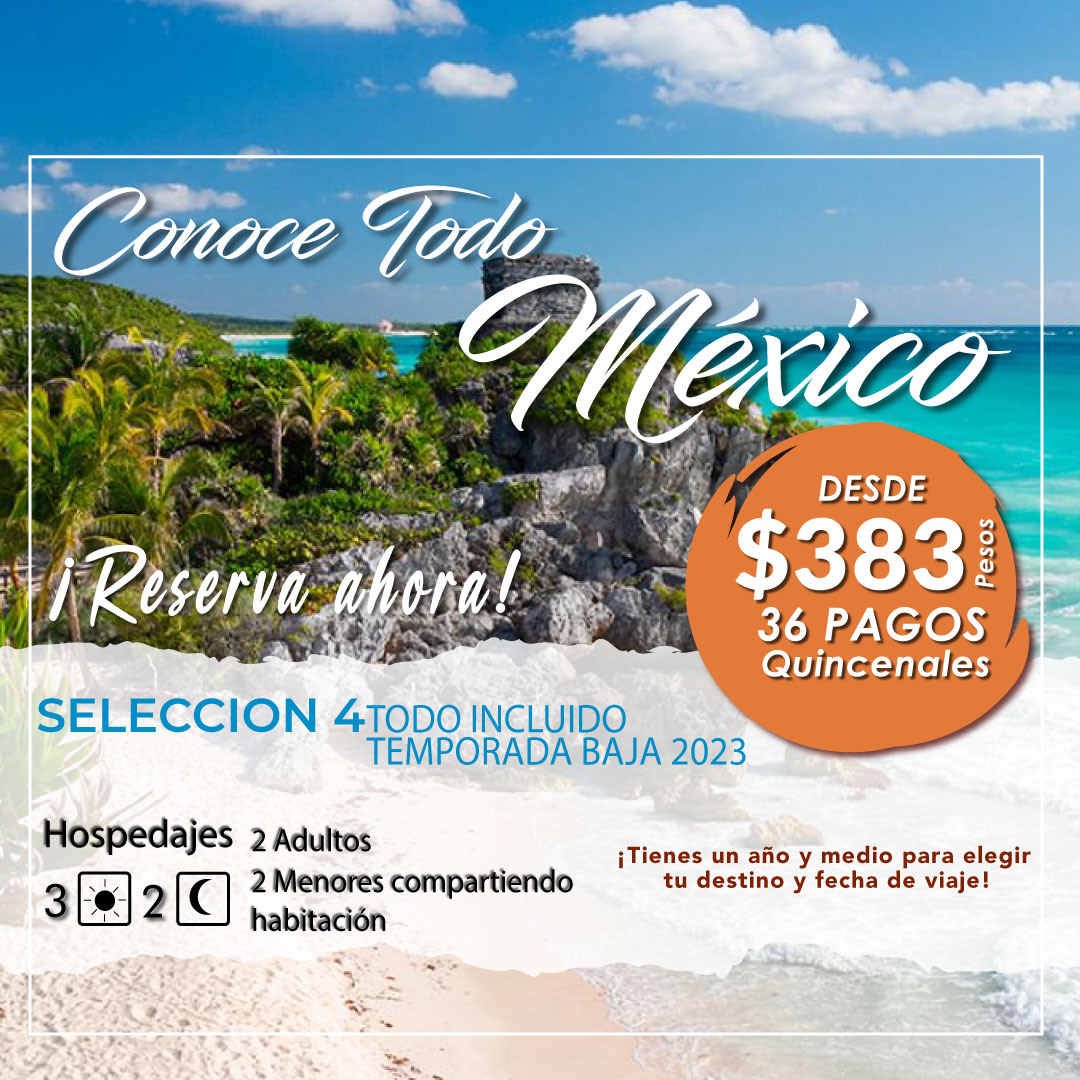 Conoce Todo
México
DESDE
$383 Pesos
36 PAGOS
Quincenales
¡Reserva ahora!
SELECCION 4 TODO INCLUIDO
TEMPORADA BAJA 2023
Hospedajes
3 2
2 Adultos
2 Menores compartiendo
habitación
¡Tienes un año y medio para elegir
tu destino y fecha de viaje!